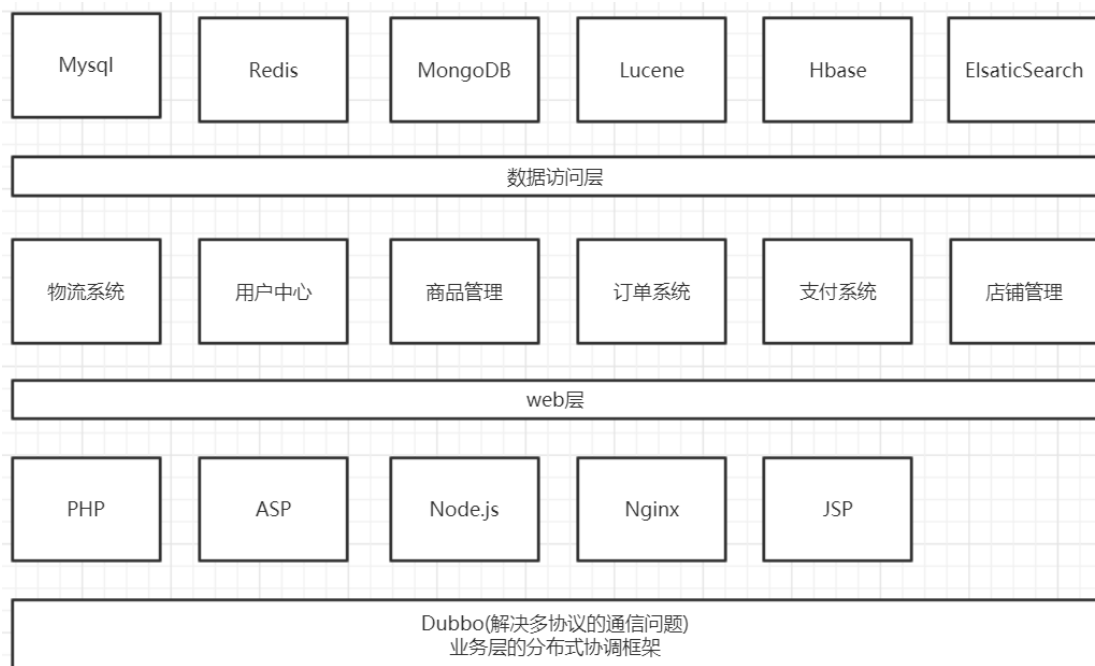 Mysql
Redis
MongoDB
Lucene
Hbase
ElsaticSearch
数据访问层
物流系统
用户中心
商品管理
订单系统
支付系统
店铺管理
web层
PHP
ASP
Node.js
Nginx
JSP
Dubbo(解决多协议的通信问题)
业务层的分布式协调框架